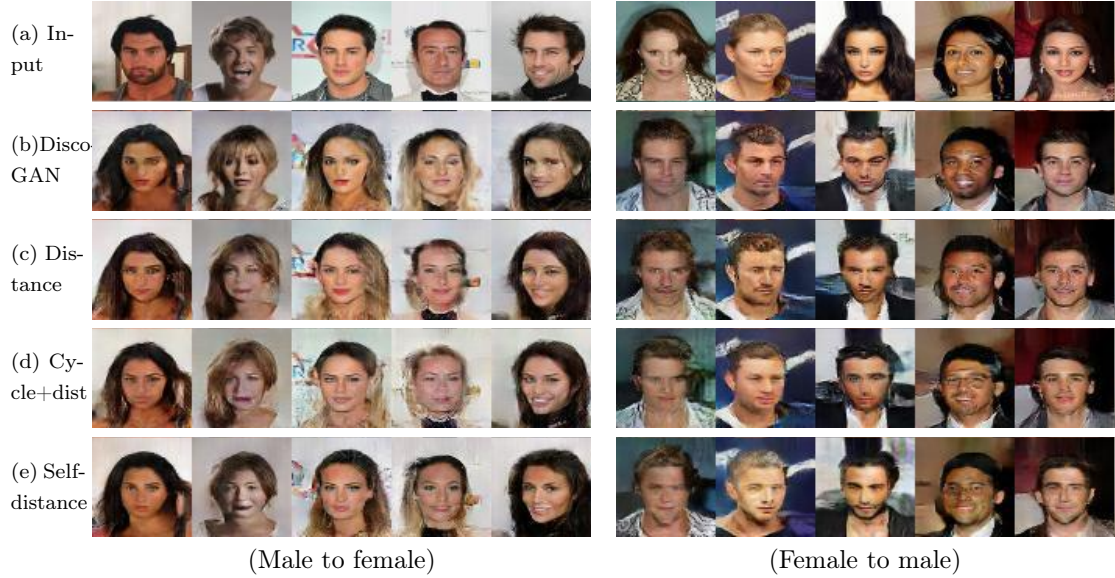 (a) In-
put
(b)Disco-
GAN
(c) Dis-
tance
(d) Cy-
cle+dist
(e) Self-
distance
(Male to female)
(Female to male)